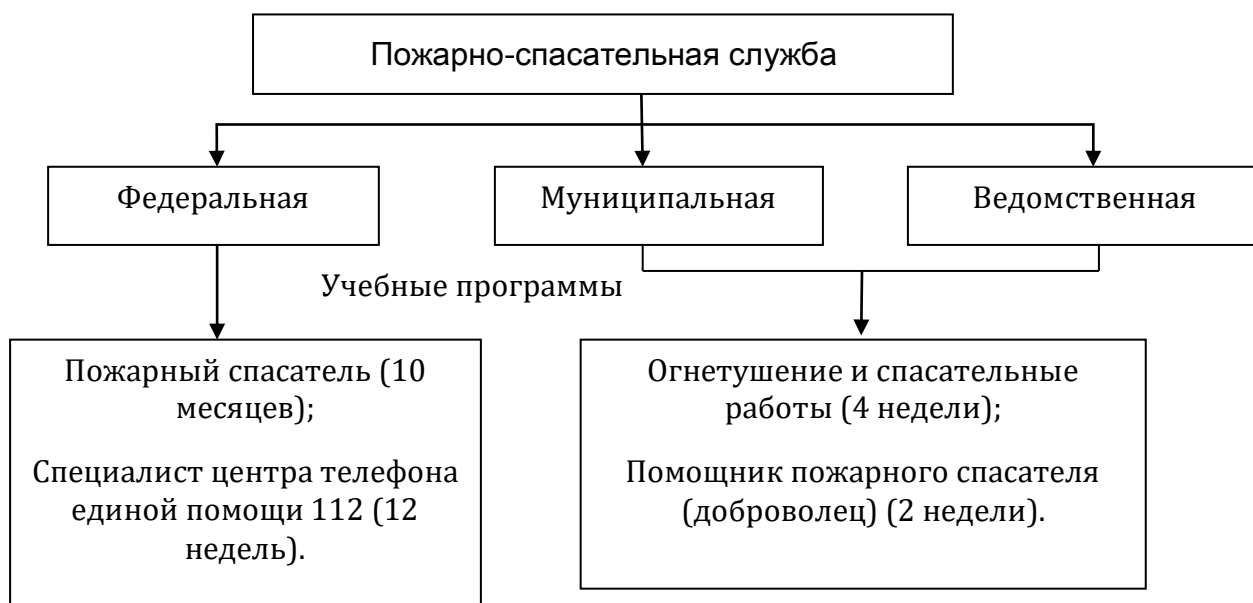 Пожарно-спасательная служба
Федеральная
Муниципальная
Ведомственная
Учебные программы
Пожарный спасатель (10
месяцев);
Специалист центра телефона
единой помощи 112 (12
недель).
Огнетушение и спасательные
работы (4 недели);
Помощник пожарного спасателя
(доброволец) (2 недели).